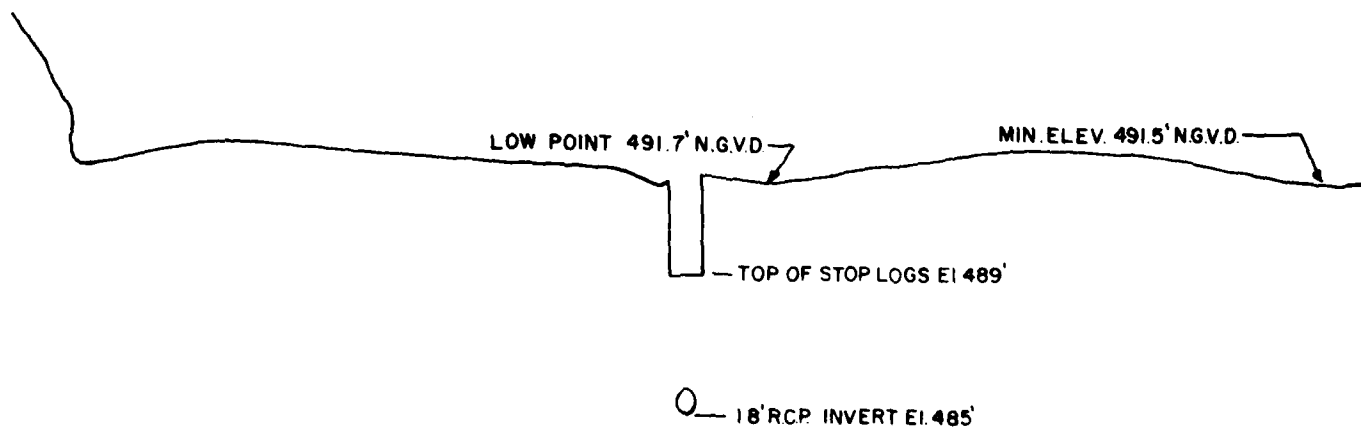 LOW POINT 491.7' N.G.V.D
MIN. ELEV. 491.5' N.G.V.D.
TOP OF STOP LOGS El 489'
18' R.C.P. INVERT El. 485'